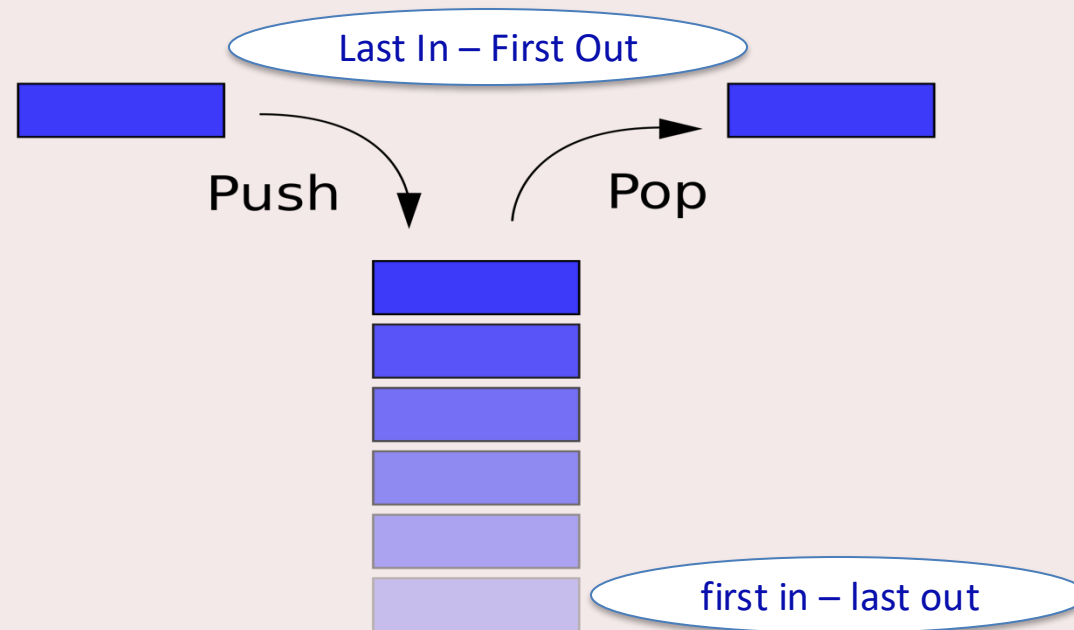 Last In – First Out
Push
Pop
first in – last out